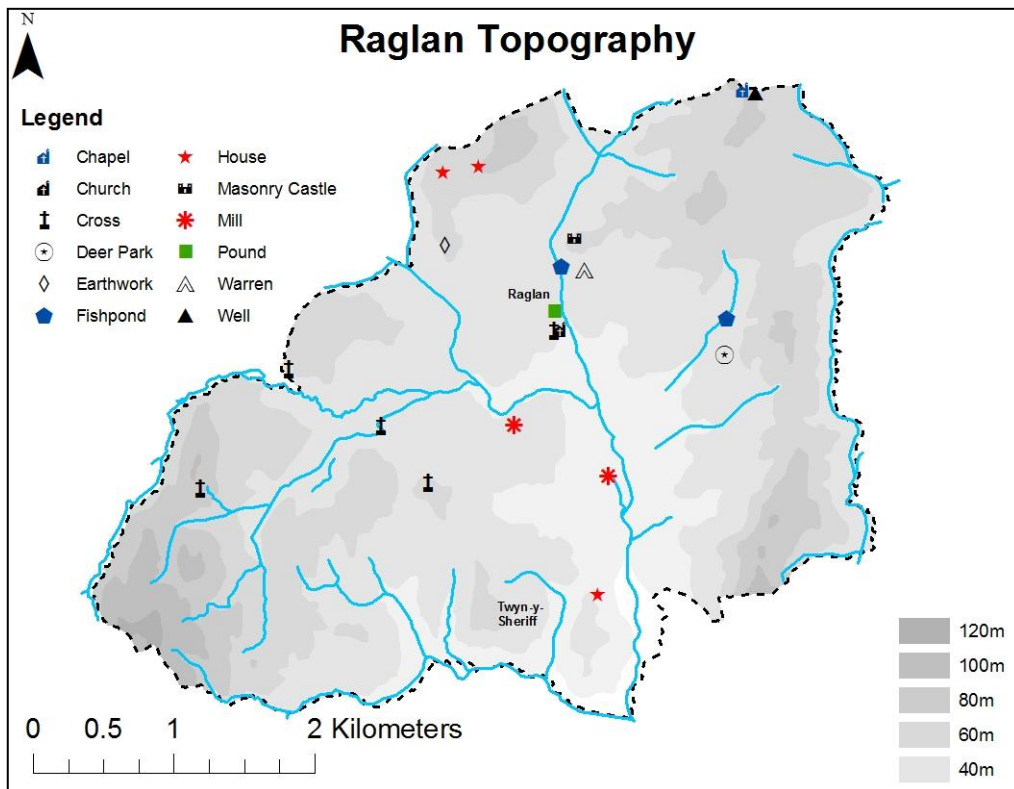 N
Raglan Topography
Legend
Chapel
House
Church
Masonry Castle
Cross
Mill
Deer Park
Pound
Earthwork
Warren
Fishpond
Well
Raglan
Twyn-y-
Sheriff
0 0.5 1 2 Kilometers
120m
100m
80m
60m
40m